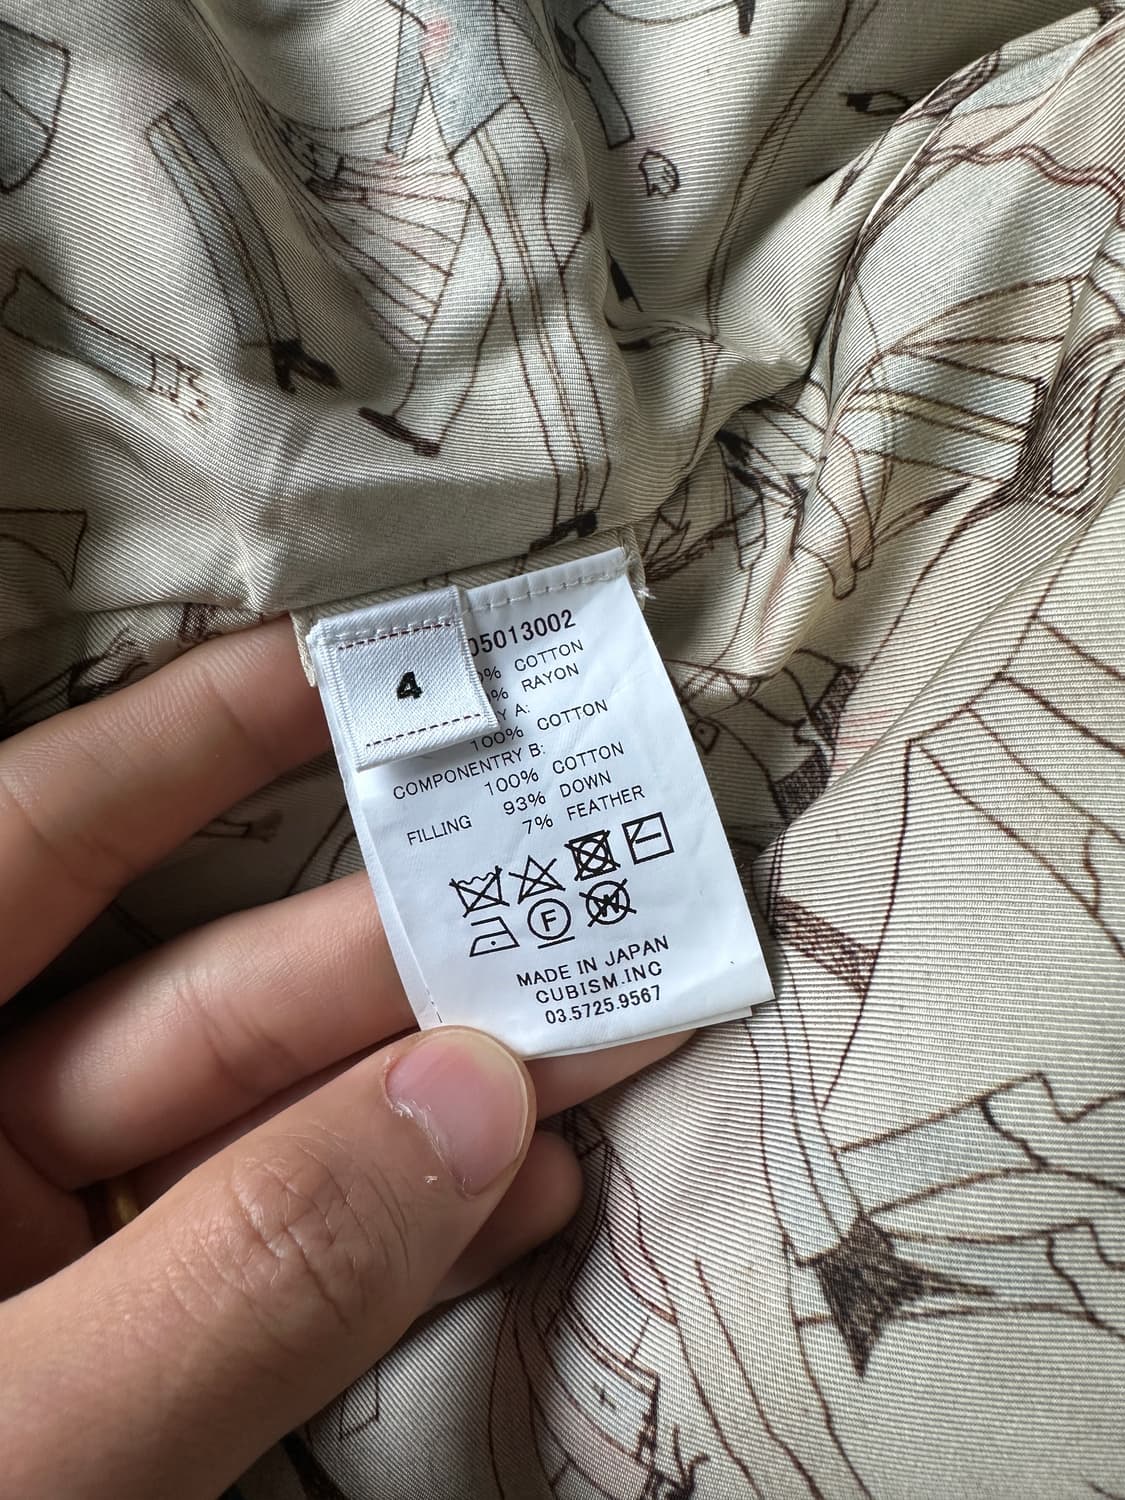 4
05013002
% COTTON
% RAYON
Y A:
100% COTTON
COMPONENTRY B:
100% COTTON
93% DOWN
FILLING
7% FEATHER
F
W
MADE IN JAPAN
CUBISM.INC
03.5725.9567